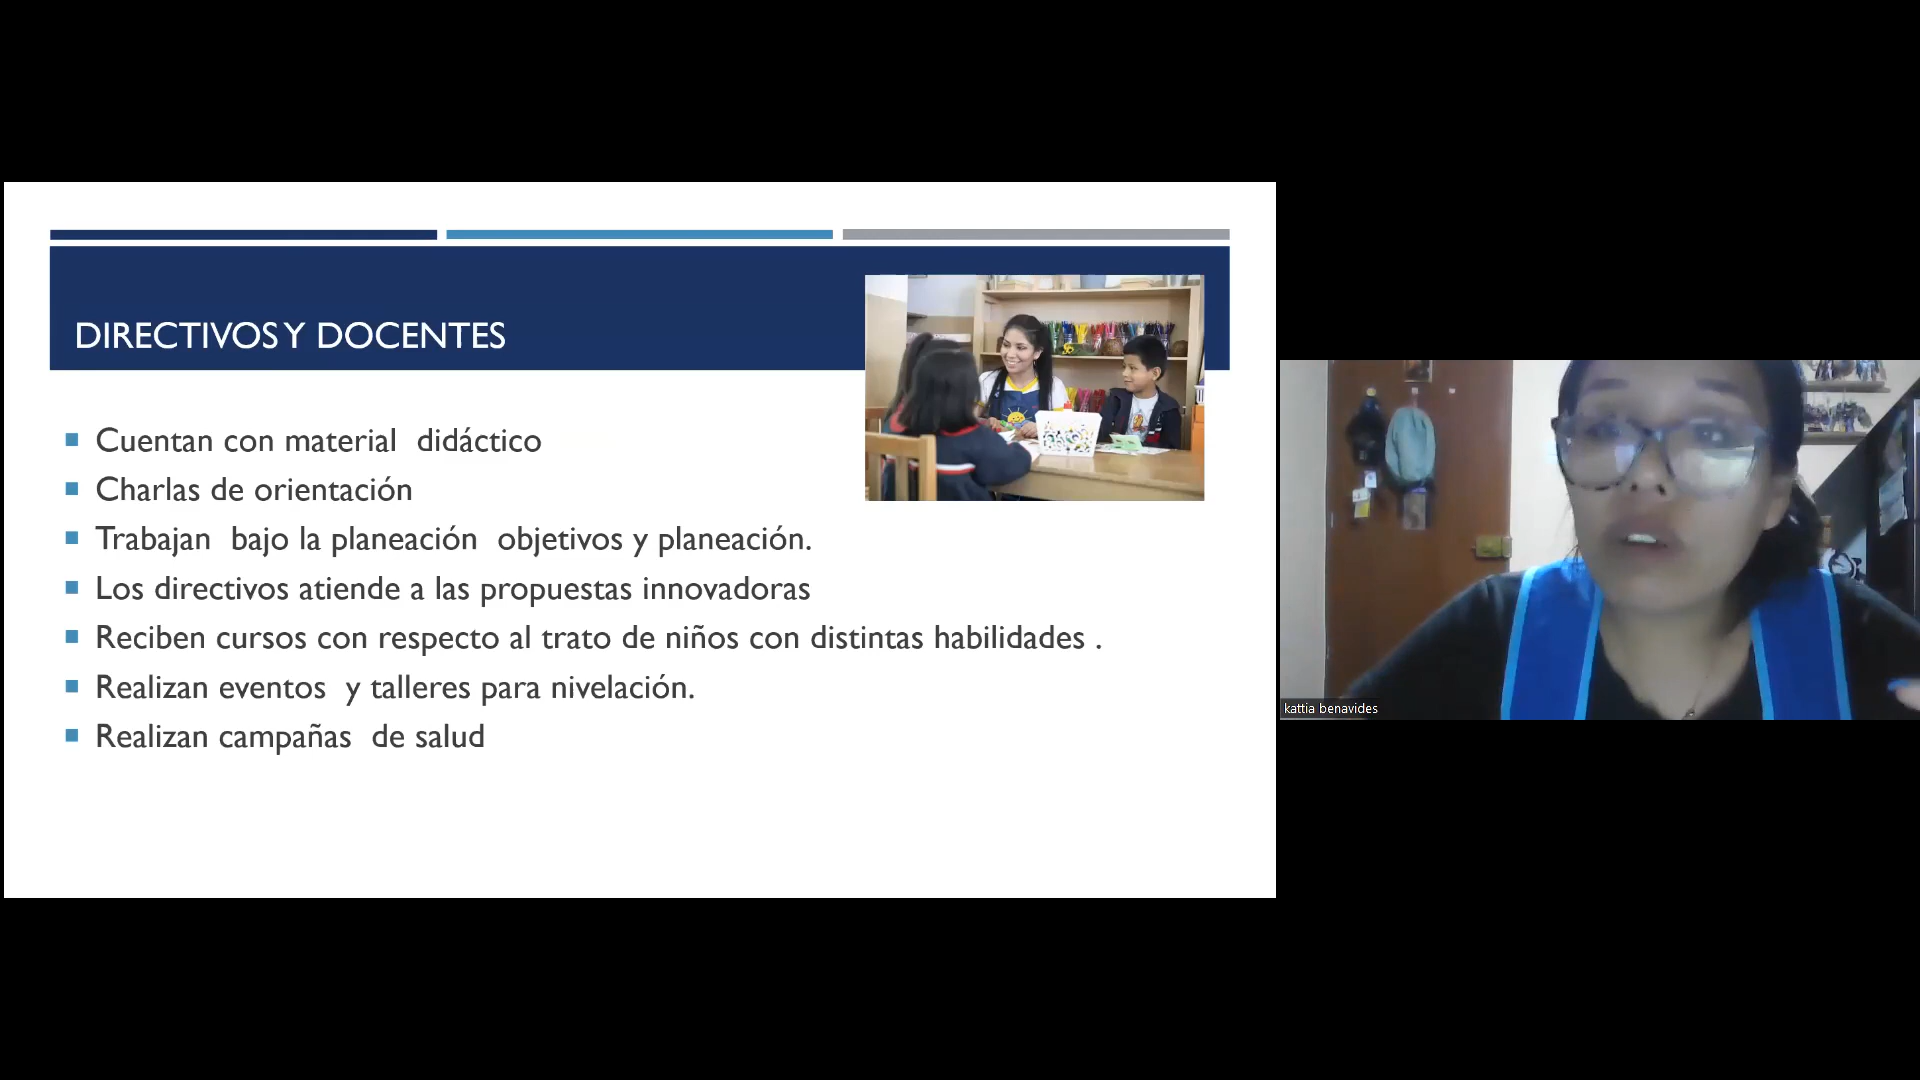 DIRECTIVOS Y DOCENTES
Cuentan con material  didáctico
Charlas de orientación
Trabajan  bajo la planeación  objetivos y planeación.
Los directivos atiende a las propuestas innovadoras
Reciben cursos con respecto al trato de niños con distintas habilidades .
Realizan eventos  y talleres para nivelación.
Realizan campañas  de salud
kattia benavides